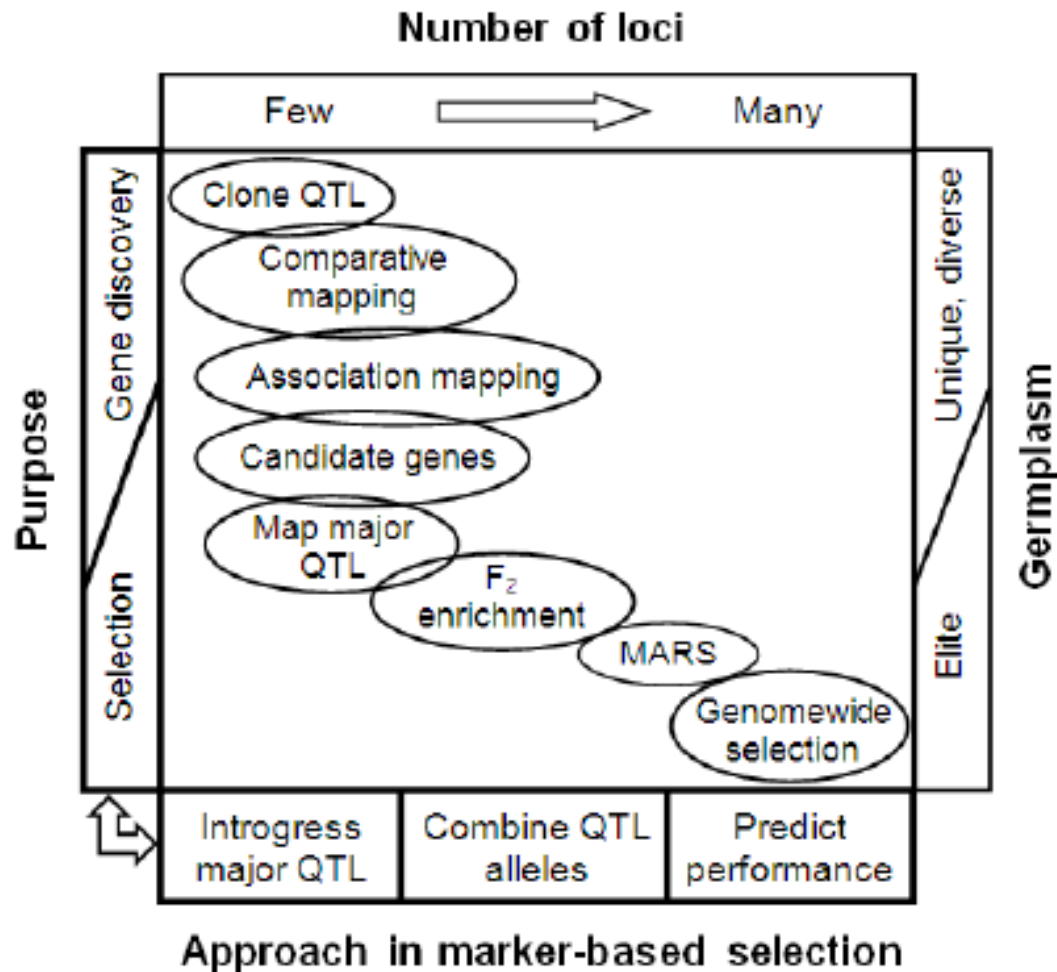 Number of loci
Few
Many
Clone QTL
Comparative
mapping
Association mapping
Candidate genes
Map major
QTL
F₂
enrichment
MARS
Genomewide
selection
Purpose
Gene discovery
Selection
Unique, diverse
Elite
Germplasm
Introgress
major QTL
Combine QTL
alleles
Predict
performance
Approach in marker-based selection